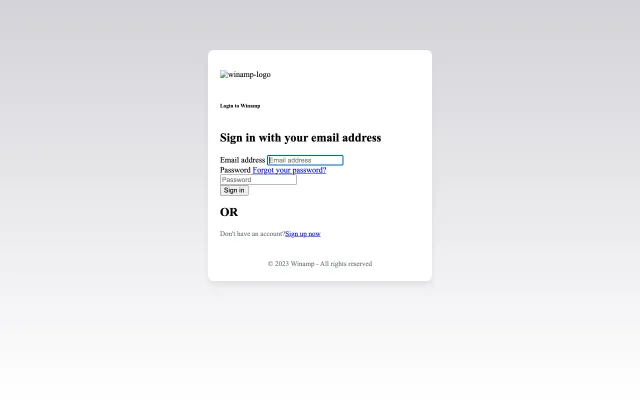 winamp-logo
Login to Winamp
Sign in with your email address
Email address Email address
Password Forgot your password?
Password
Sign in
OR
Don't have an account?Sign up now
© 2023 Winamp - All rights reserved